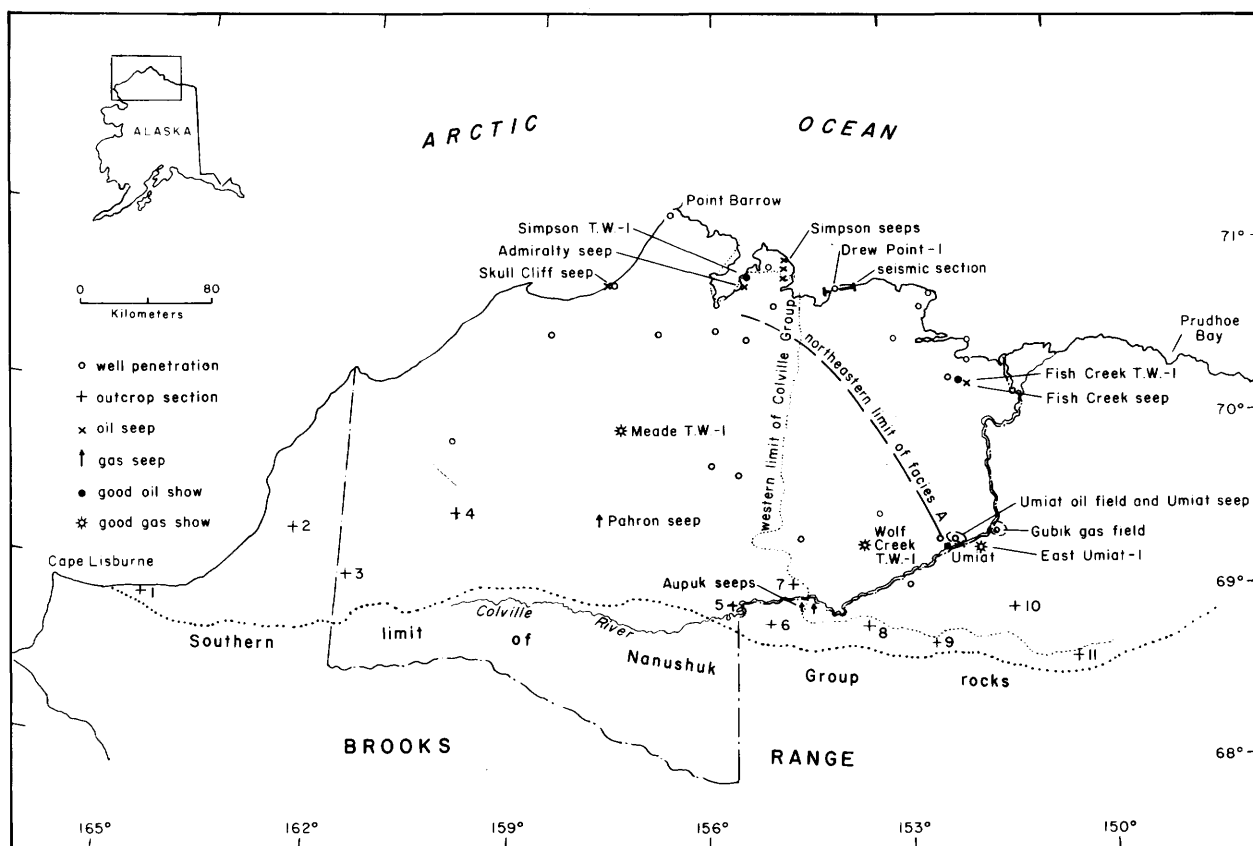 ARCTIC OCEAN
ALASKA
Point Barrow
Simpson T.W.-1
Admiralty seep
Skull Cliff seep
Simpson seeps
Drew Point-1
seismic section
71°
0 80
Kilometers
Prudhoe
Bay
well penetration
outcrop section
oil seep
gas seep
good oil show
good gas show
western limit of Colville Group
northeastern limit of facies A
Fish Creek T.W.-1
Fish Creek seep
70°
Meade T.W.-1
Pahron seep
4
2
3
Umiat oil field and Umiat seep
Gubik gas field
East Umiat-1
Umiat
Wolf
Creek
T.W.-1
69°
Cape Lisburne
1
Aupuk seeps
7
5
6
8
9
10
11
Colville River
Southern limit of Nanushuk Group rocks
BROOKS RANGE
68°
165° 162° 159° 156° 153° 150°